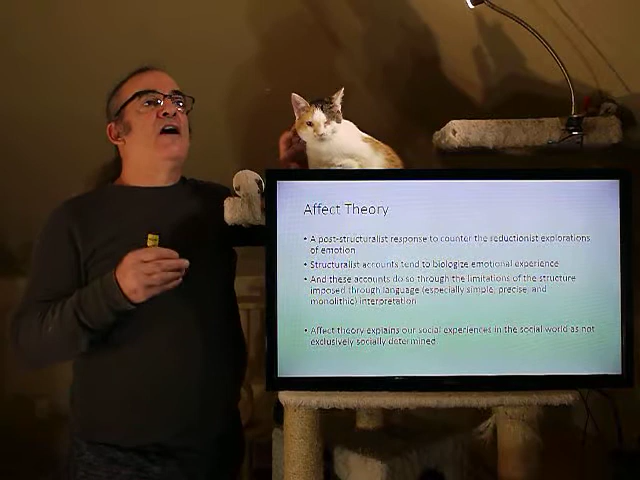 Affect Theory
• A post-structuralist response to counter the reductionist explorations
of emotion
• Structuralist accounts tend to biologize emotional experience
• And these accounts do so through the limitations of the structure
imposed through language (especially simple, precise, and
monolithic) interpretation
• Affect theory explains our social experiences in the social world as not
exclusively socially determined